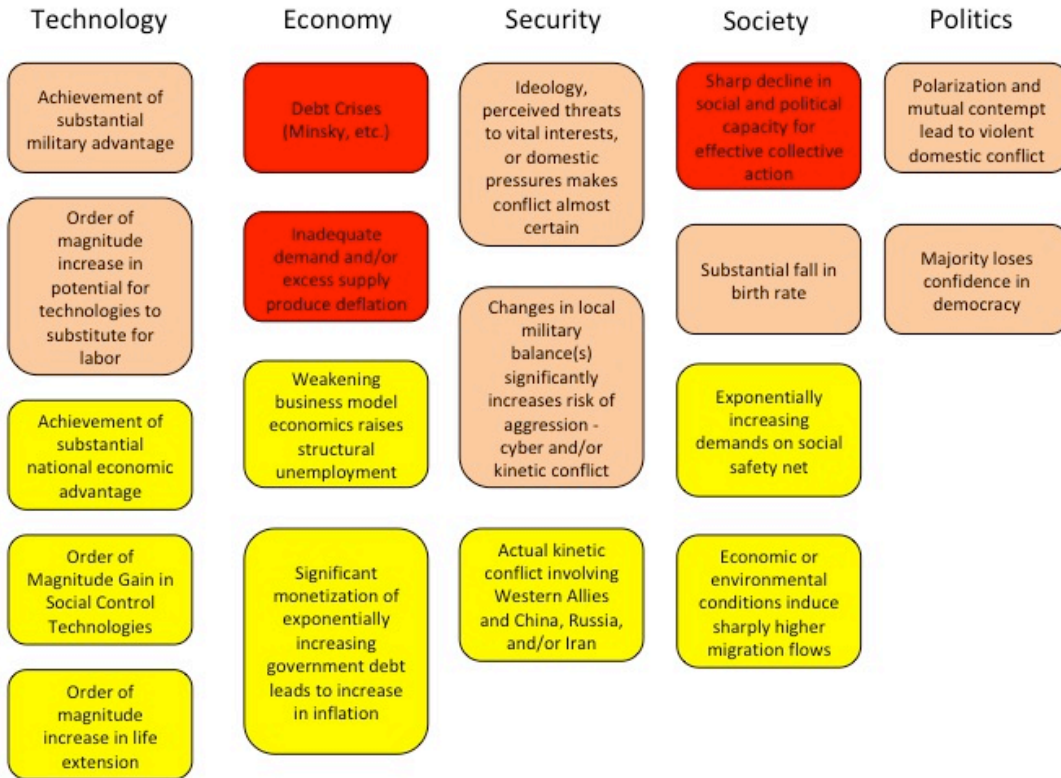 Technology
Economy
Security
Society
Politics
Achievement of
substantial
military advantage
Order of
magnitude
increase in
potential for
technologies to
substitute for
labor
Achievement of
substantial
national economic
advantage
Order of
Magnitude Gain in
Social Control
Technologies
Order of
magnitude
increase in life
extension
Debt Crises
(Minsky, etc.)
Inadequate
demand and/or
excess supply
produce deflation
Weakening
business model
economics raises
structural
unemployment
Significant
monetization of
exponentially
increasing
government debt
leads to increase
in inflation
Ideology,
perceived threats
to vital interests,
or domestic
pressures makes
conflict almost
certain
Changes in local
military
balance(s)
significantly
increases risk of
aggression -
cyber and/or
kinetic conflict
Actual kinetic
conflict involving
Western Allies
and China, Russia,
and/or Iran
Sharp decline in
social and political
capacity for
effective collective
action
Substantial fall in
birth rate
Exponentially
increasing
demands on social
safety net
Economic or
environmental
conditions induce
sharply higher
migration flows
Polarization and
mutual contempt
lead to violent
domestic conflict
Majority loses
confidence in
democracy